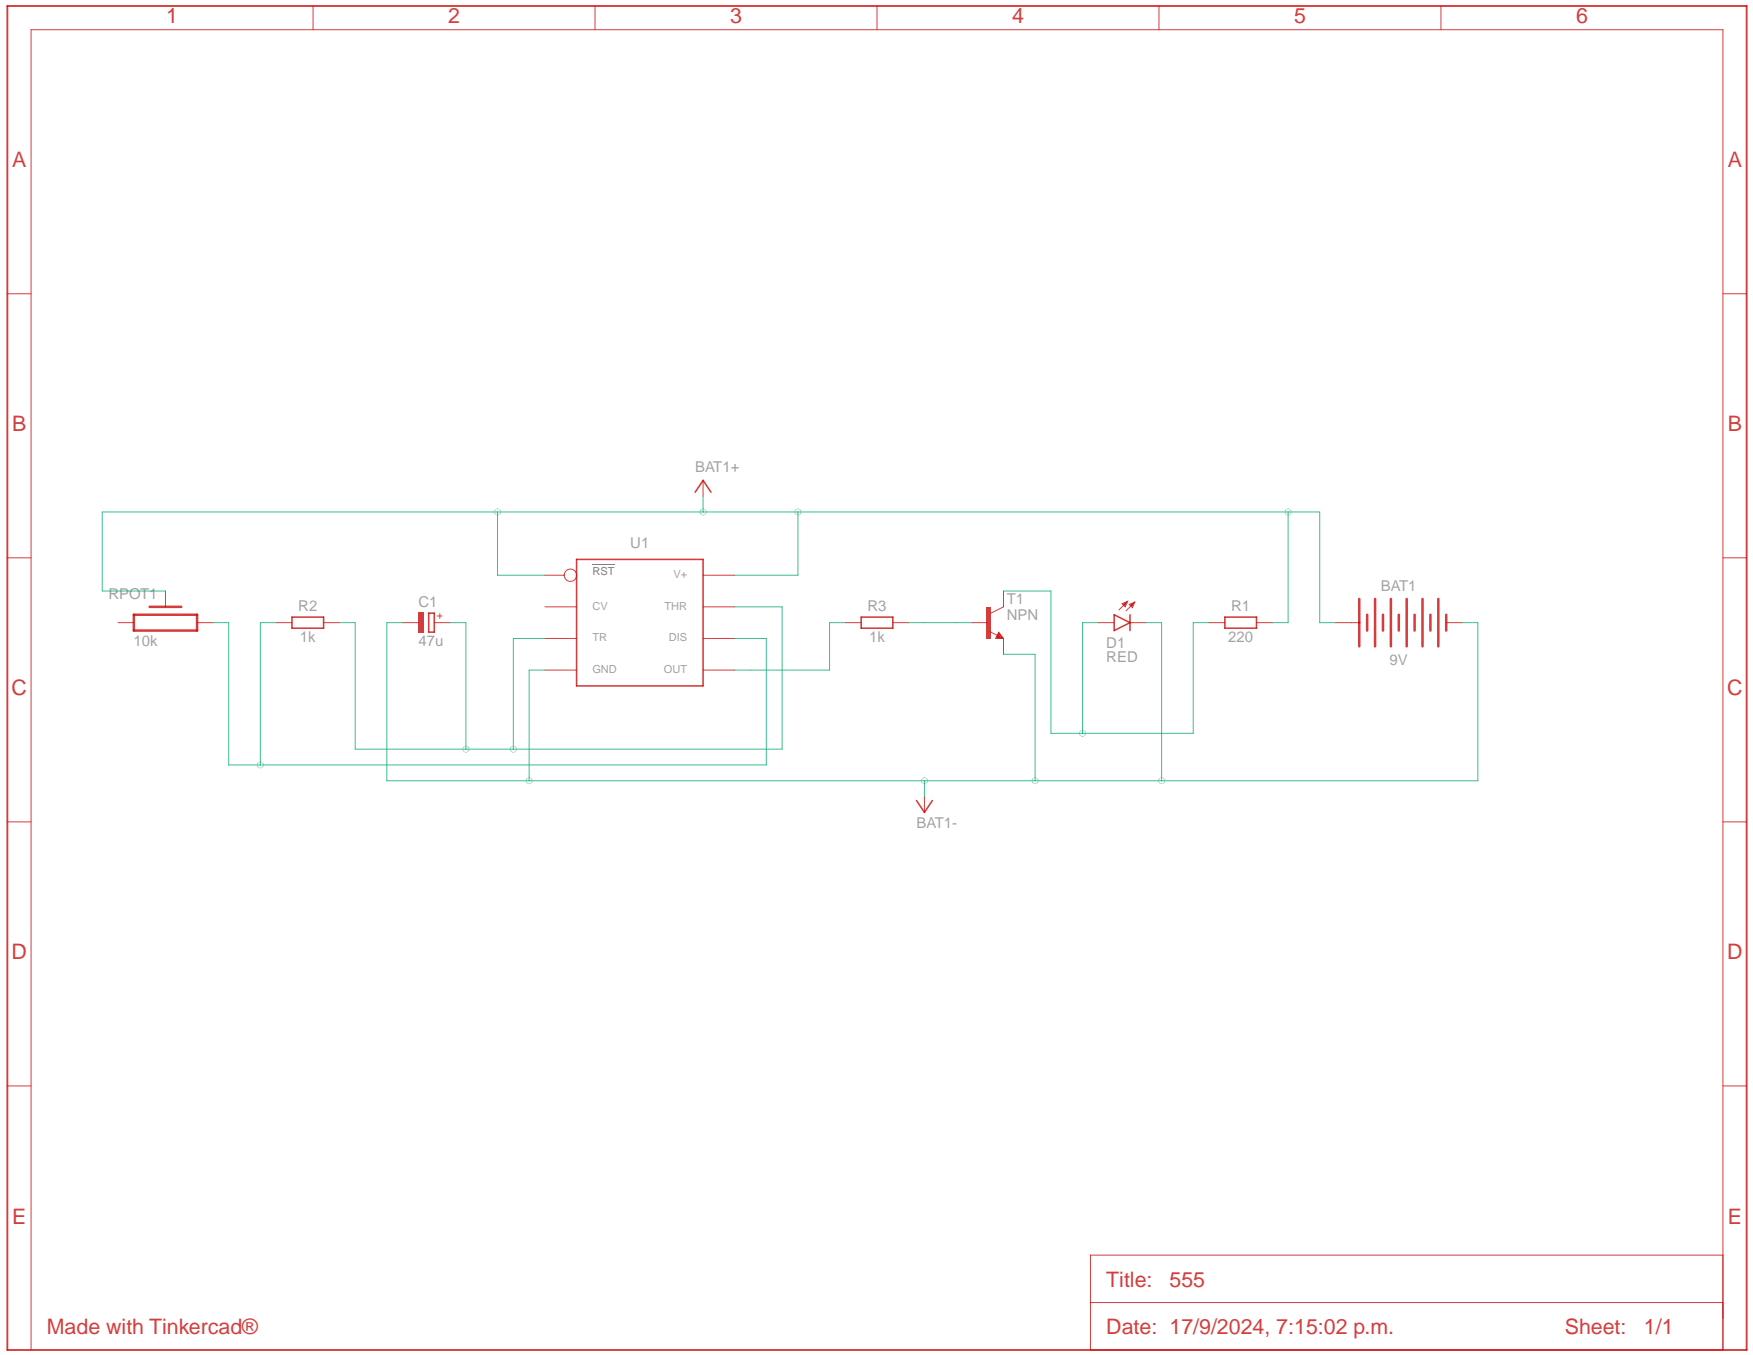 1 2 3 4 5 6
A A
B B
BAT1+
U1
RST V+
CV THR
TR DIS
GND OUT
RPOT1
10k
R2
1k
C1
+
47u
R3
1k
T1
NPN
D1
RED
R1
220
BAT1
9V
C C
BAT1-
D D
E E
Title: 555
Date: 17/9/2024, 7:15:02 p.m. Sheet: 1/1
Made with Tinkercad®